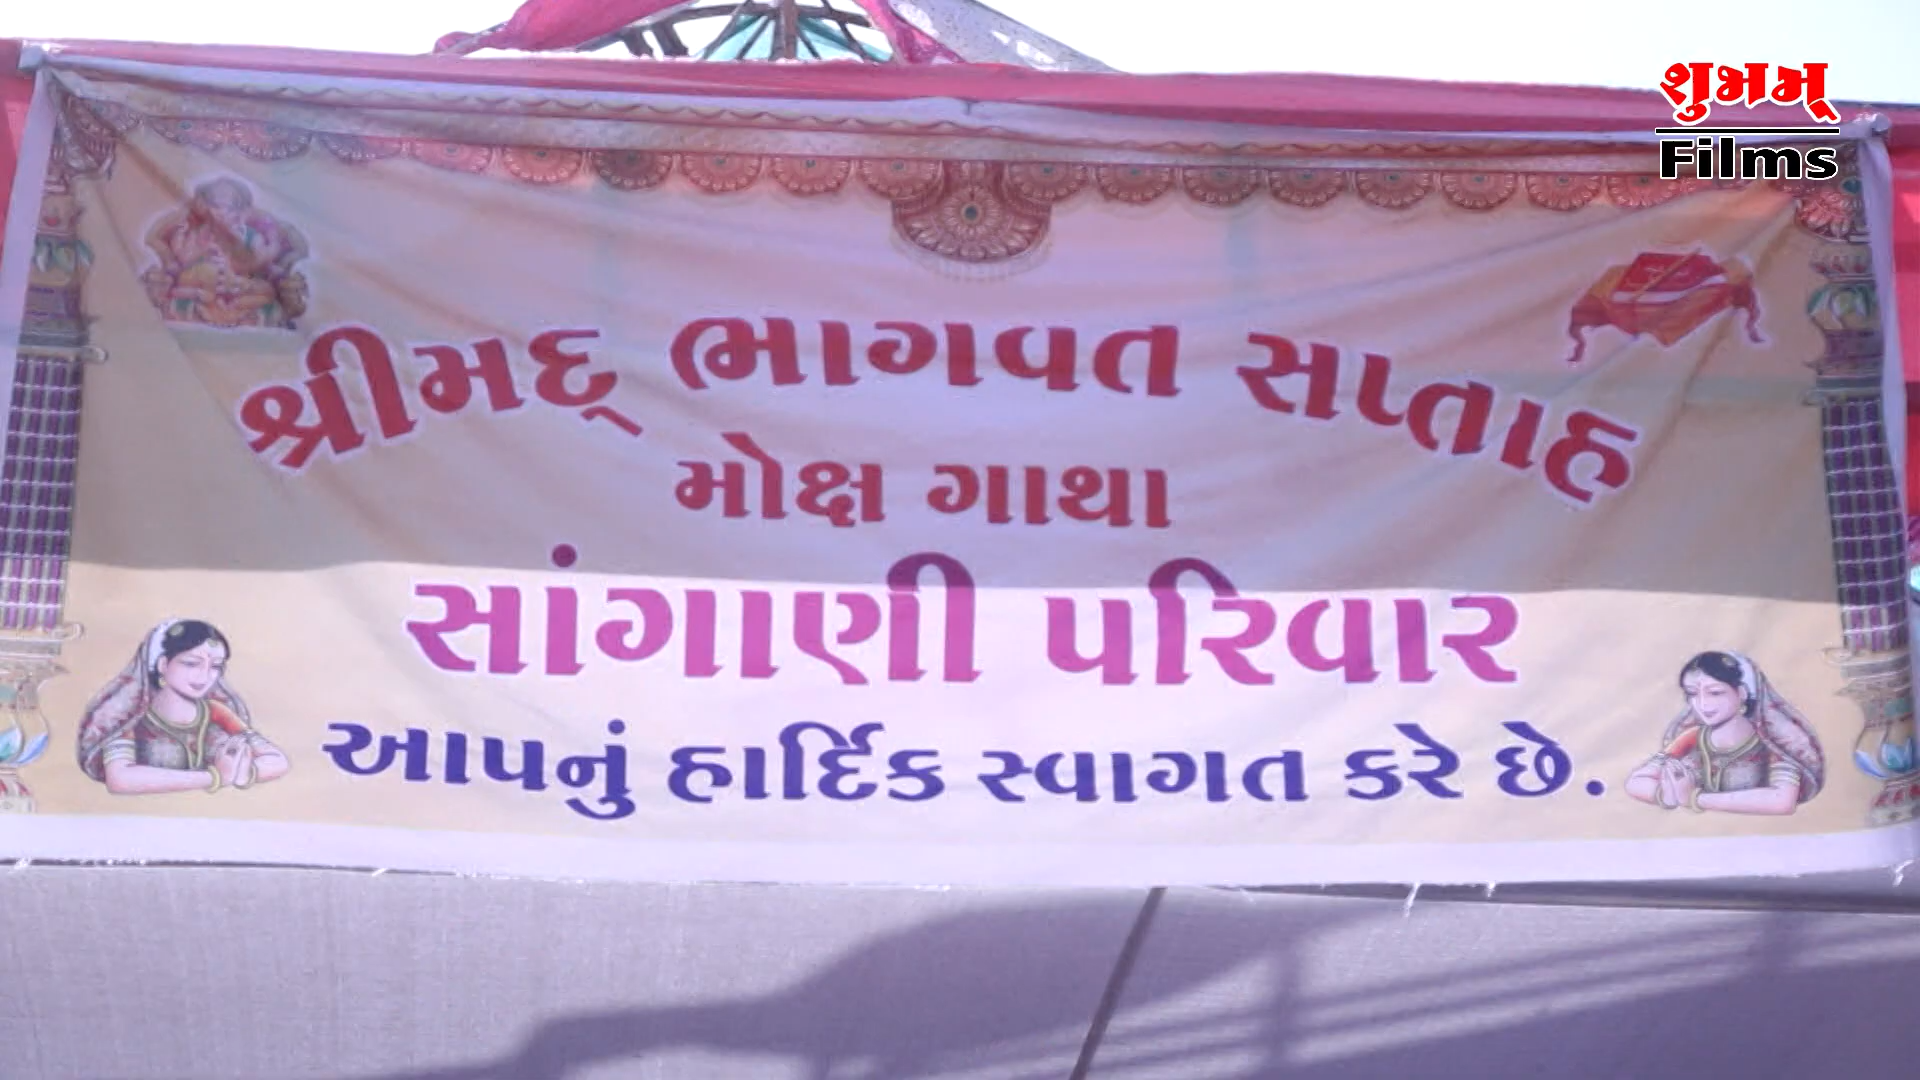 શુભમ્
Films
શ્રીમદ્ ભાગવત સપ્તાહ
મોક્ષ ગાથા
સાંગાણી પરિવાર
આપનું હાર્દિક સ્વાગત કરે છે.